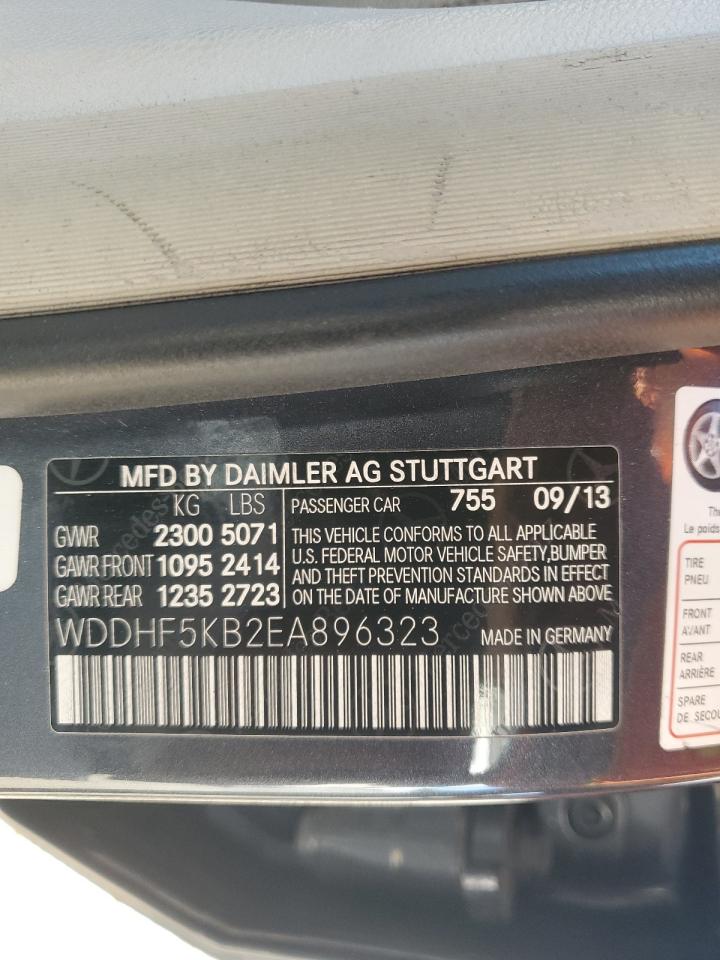 MFD BY DAIMLER AG STUTTGART
KG LBS PASSENGER CAR 755 09/13
GVWR 2300 5071
GAWR FRONT 1095 2414
GAWR REAR 1235 2723
THIS VEHICLE CONFORMS TO ALL APPLICABLE
U.S. FEDERAL MOTOR VEHICLE SAFETY,BUMPER
AND THEFT PREVENTION STANDARDS IN EFFECT
ON THE DATE OF MANUFACTURE SHOWN ABOVE
WDDHF5KB2EA896323 MADE IN GERMANY
Le poids
TIRE
PNEU
FRONT
AVANT
REAR
ARRIÈRE
SPARE
DE